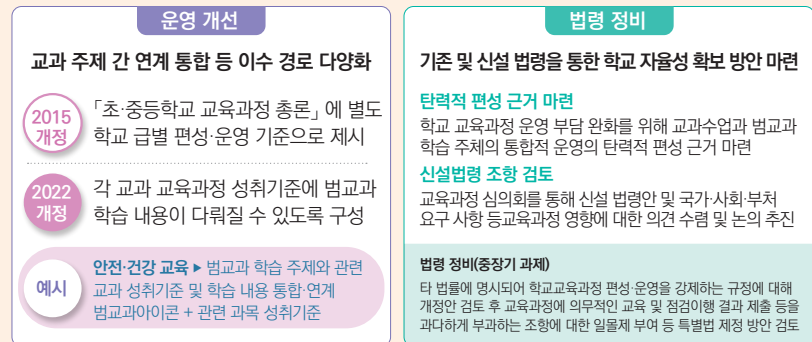 운영 개선
교과 주제 간 연계 통합 등 이수 경로 다양화
2015
개정
「초·중등학교 교육과정 총론」 에 별도
학교 급별 편성·운영 기준으로 제시
2022
개정
각 교과 교육과정 성취기준에 범교과
학습 내용이 다뤄질 수 있도록 구성
예시
안전·건강 교육 ▶ 범교과 학습 주제와 관련
교과 성취기준 및 학습 내용 통합·연계
범교과아이콘 + 관련 과목 성취기준
법령 정비
기존 및 신설 법령을 통한 학교 자율성 확보 방안 마련
탄력적 편성 근거 마련
학교 교육과정 운영 부담 완화를 위해 교과수업과 범교과
학습 주체의 통합적 운영의 탄력적 편성 근거 마련
신설법령 조항 검토
교육과정 심의회를 통해 신설 법령안 및 국가·사회·부처
요구 사항 등교육과정 영향에 대한 의견 수렴 및 논의 추진
법령 정비(중장기 과제)
타 법률에 명시되어 학교교육과정 편성·운영을 강제하는 규정에 대해
개정안 검토 후 교육과정에 의무적인 교육 및 점검이행 결과 제출 등을
과다하게 부과하는 조항에 대한 일몰제 부여 등 특별법 제정 방안 검토